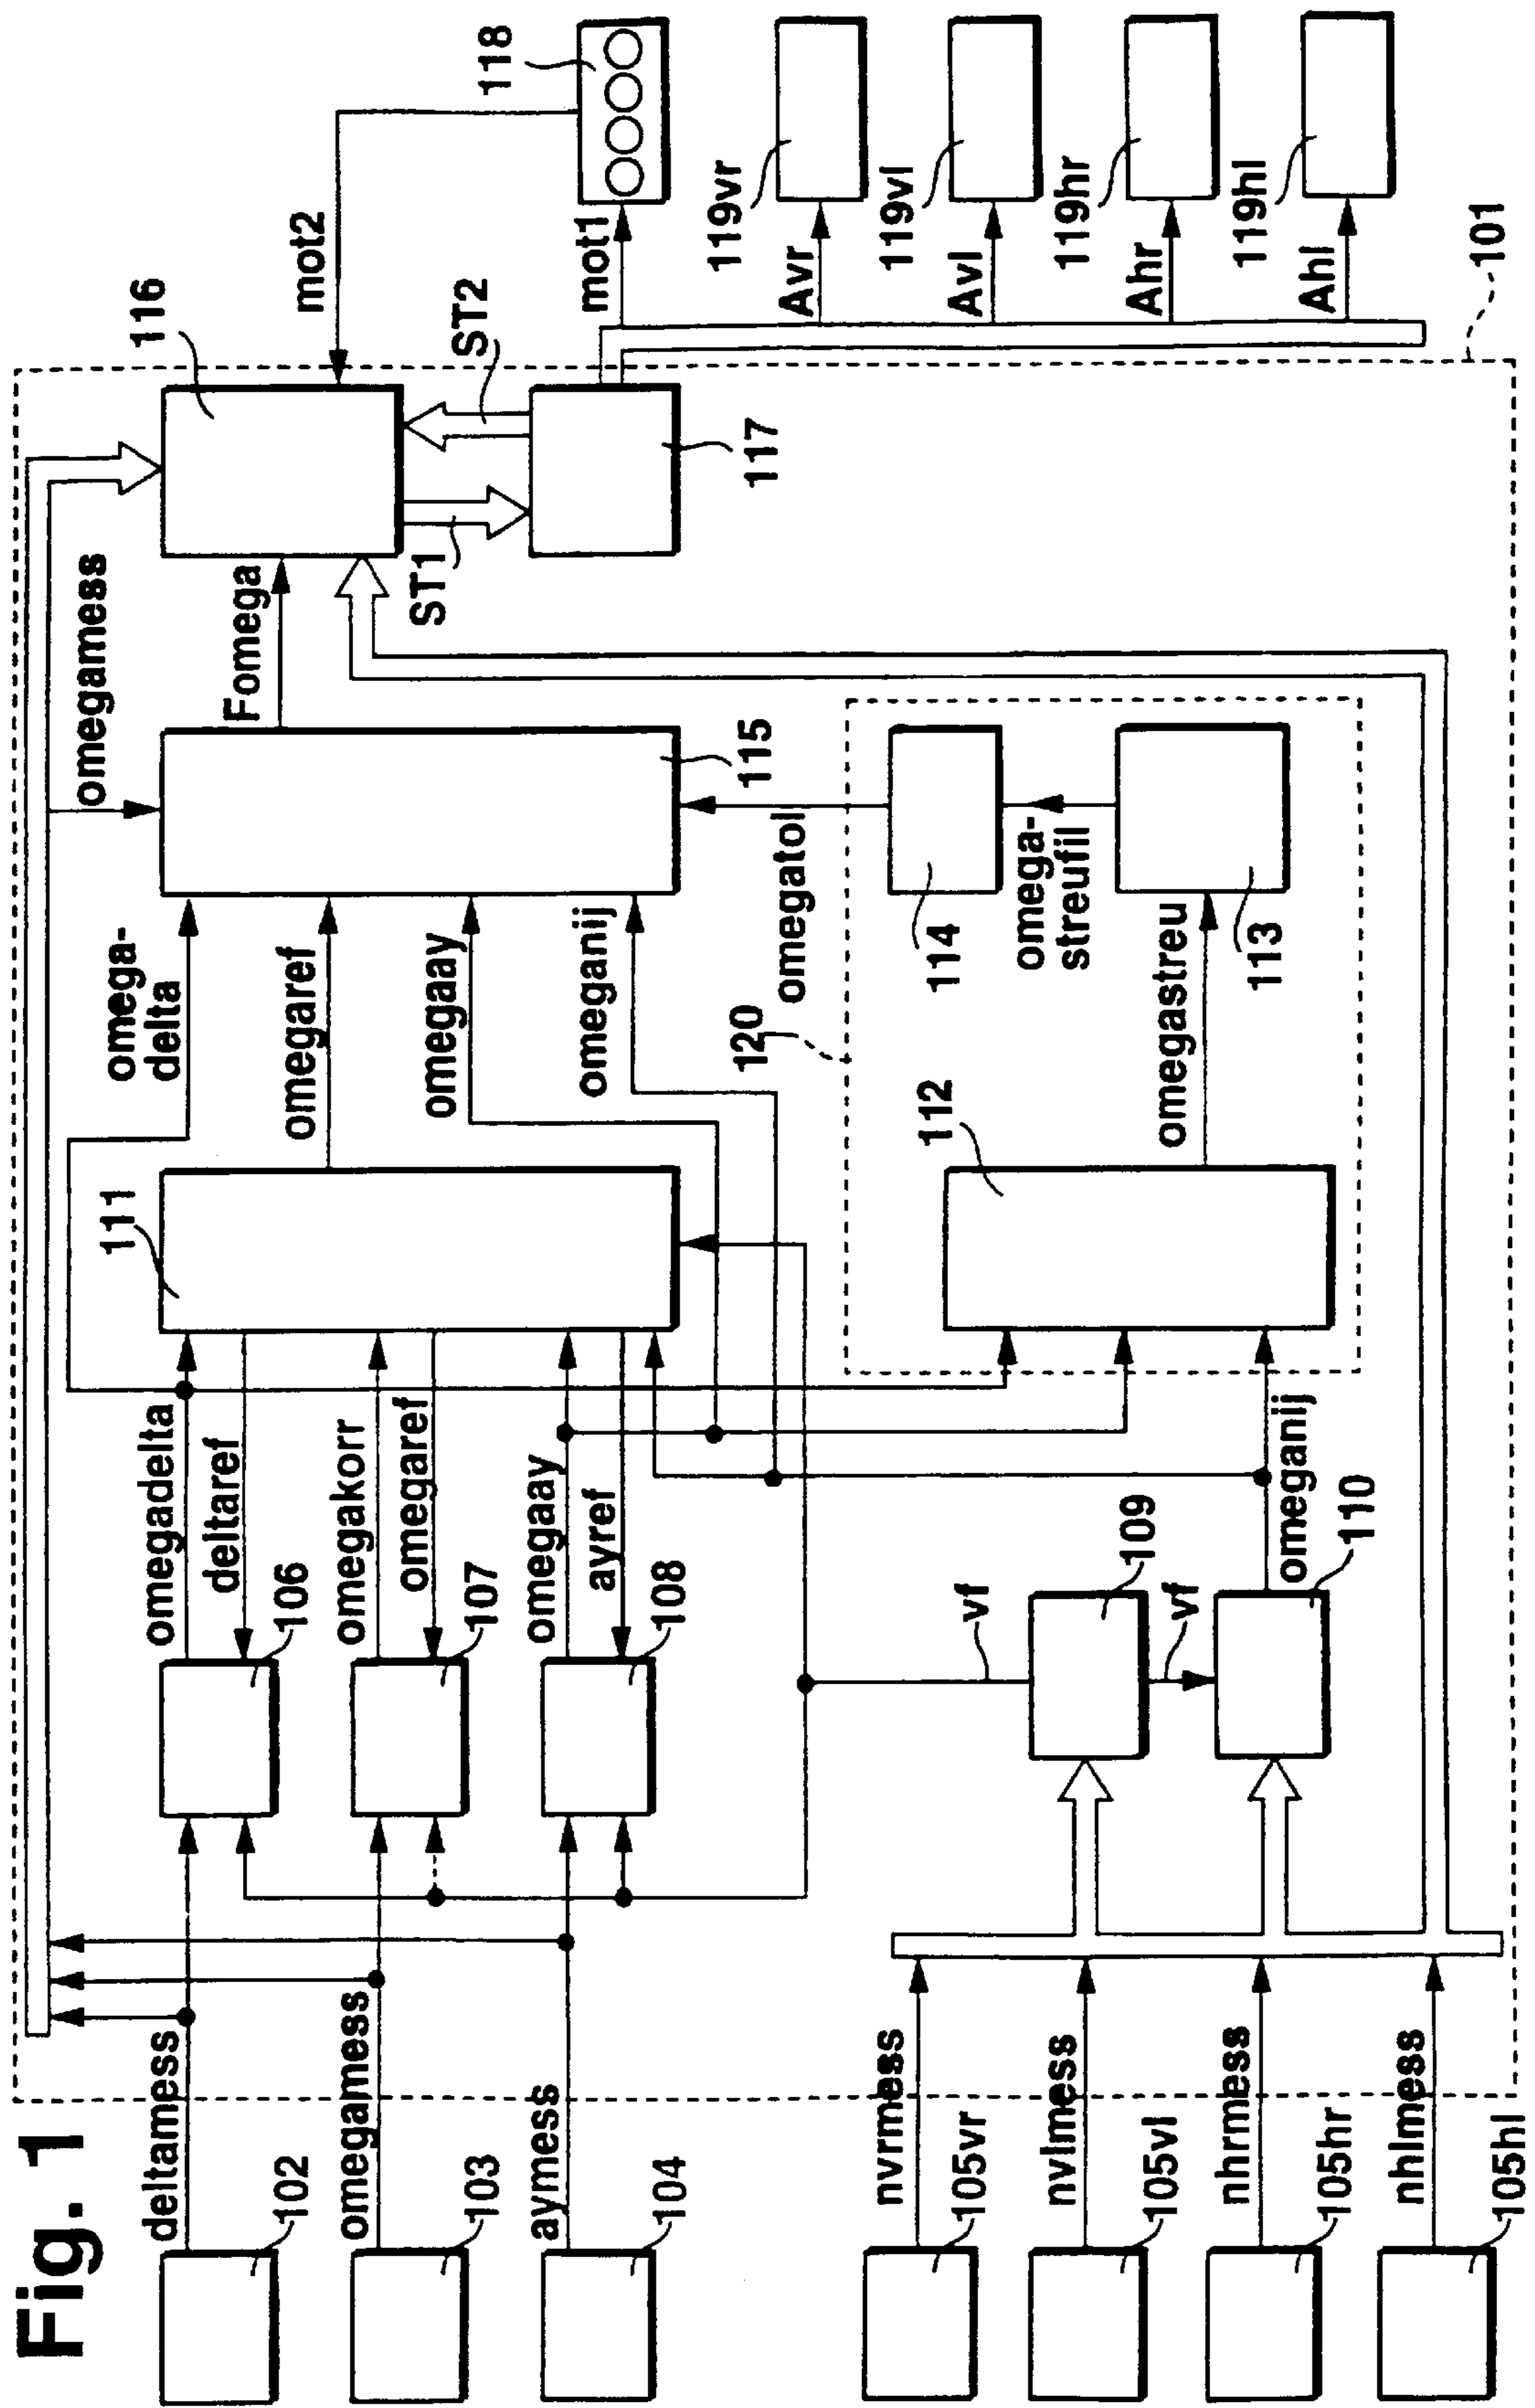 Fig. 1
deltamess
102
omegamess
103
aymess
104
nvrmess
105vr
nvlmess
105vl
nhrmess
105hr
nhlmess
105hl
omegadelta
deltaref
106
omegakorr
omegaref
107
omegaay
ayref
108
vf
109
vf
110
omeganij
111
omega-
delta
omegaref
omegaay
omeganij
120
112
omegastreu
113
omega-
streufil
114
omegatol
115
omegamess
Fomega
116
ST1
ST2
117
mot2
mot1
118
Avr
119vr
Avl
119vl
Ahr
119hr
Ahl
119hl
101